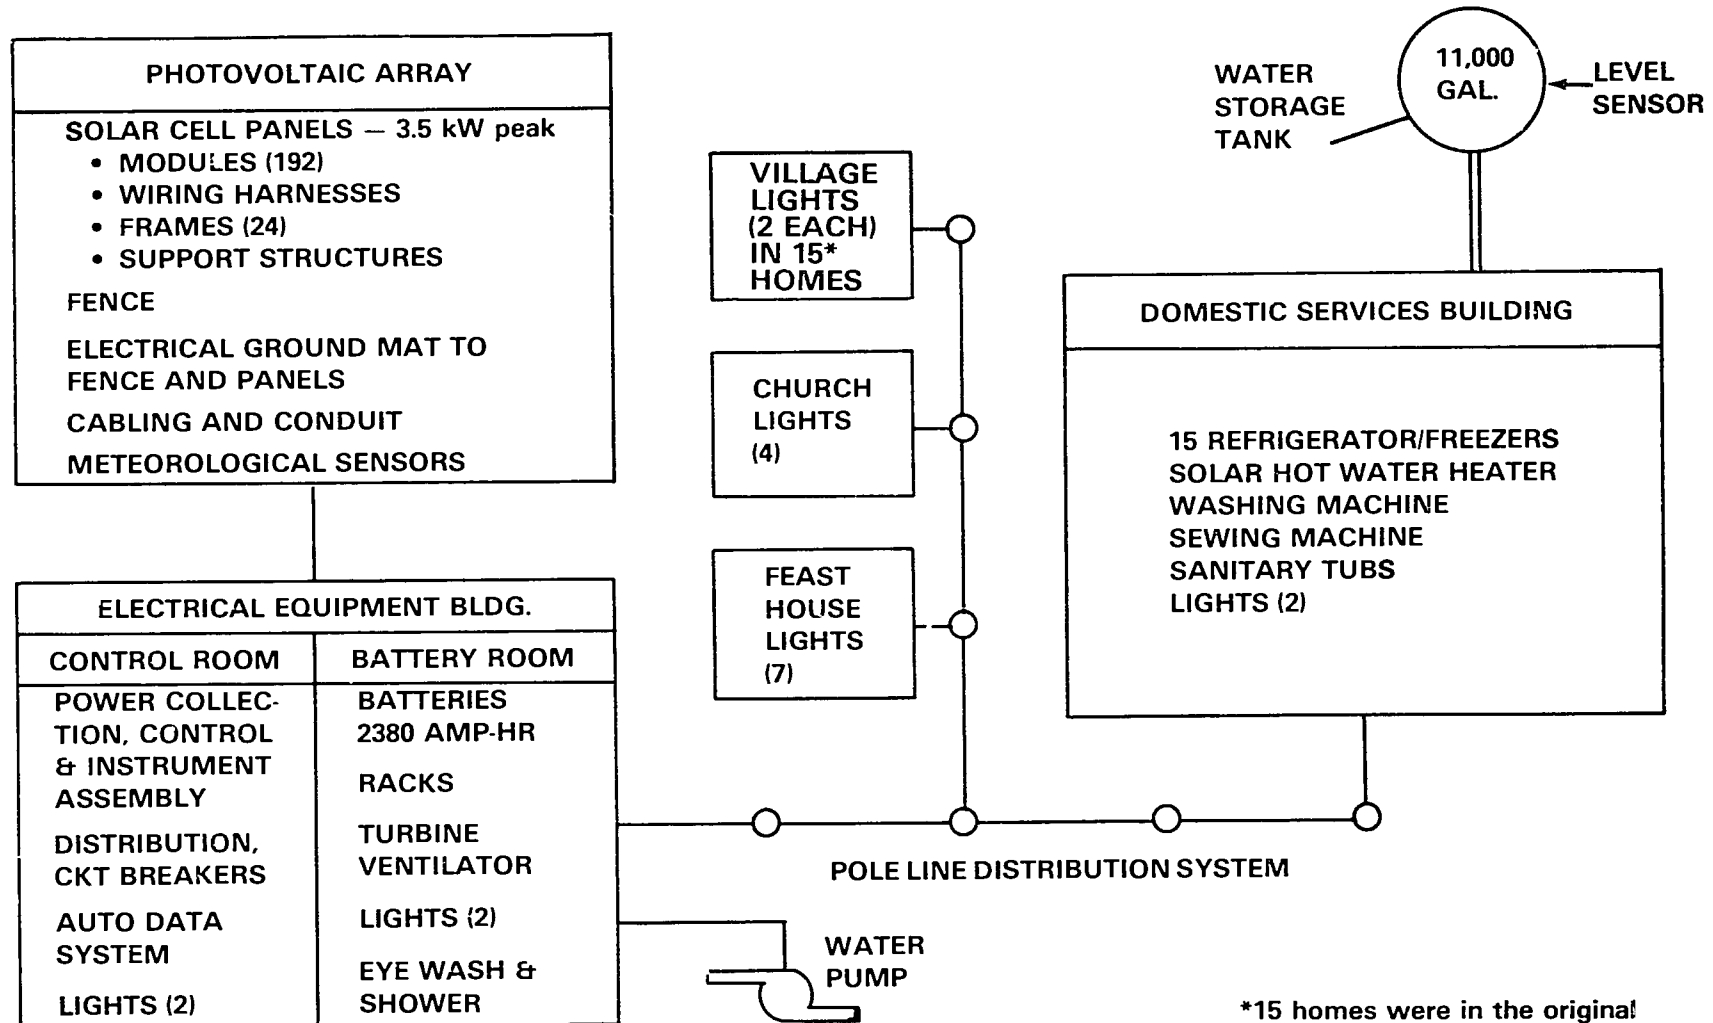 PHOTOVOLTAIC ARRAY
SOLAR CELL PANELS — 3.5 kW peak
• MODULES (192)
• WIRING HARNESSES
• FRAMES (24)
• SUPPORT STRUCTURES
FENCE
ELECTRICAL GROUND MAT TO
FENCE AND PANELS
CABLING AND CONDUIT
METEOROLOGICAL SENSORS
ELECTRICAL EQUIPMENT BLDG.
CONTROL ROOM
POWER COLLEC-
TION, CONTROL
& INSTRUMENT
ASSEMBLY
DISTRIBUTION,
CKT BREAKERS
AUTO DATA
SYSTEM
LIGHTS (2)
BATTERY ROOM
BATTERIES
2380 AMP-HR
RACKS
TURBINE
VENTILATOR
LIGHTS (2)
EYE WASH &
SHOWER
VILLAGE
LIGHTS
(2 EACH)
IN 15*
HOMES
CHURCH
LIGHTS
(4)
FEAST
HOUSE
LIGHTS
(7)
WATER
STORAGE
TANK
11,000
GAL.
LEVEL
SENSOR
DOMESTIC SERVICES BUILDING
15 REFRIGERATOR/FREEZERS
SOLAR HOT WATER HEATER
WASHING MACHINE
SEWING MACHINE
SANITARY TUBS
LIGHTS (2)
POLE LINE DISTRIBUTION SYSTEM
WATER
PUMP
*15 homes were in the original